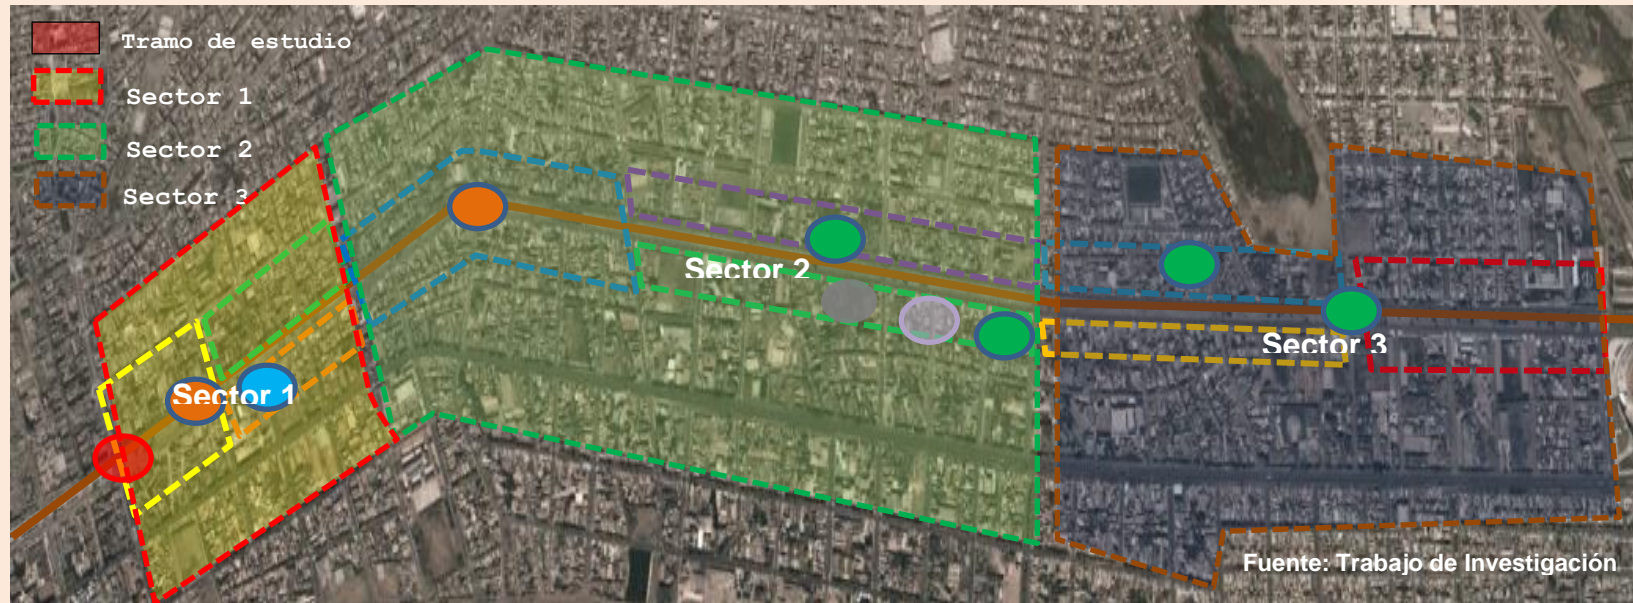 Tramo de estudio
Sector 1
Sector 2
Sector 3
Sector 2
Sector 3
Sector 1
Fuente: Trabajo de Investigación